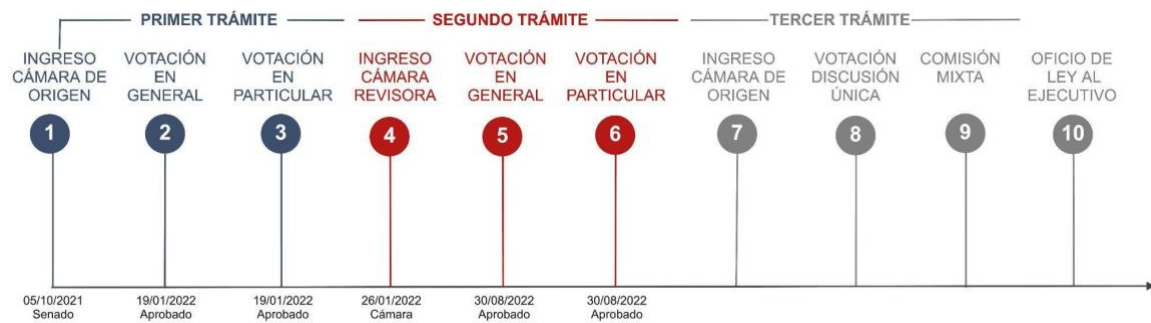 PRIMER TRÁMITE
SEGUNDO TRÁMITE
TERCER TRÁMITE
INGRESO
CÁMARA DE
ORIGEN
VOTACIÓN
EN
GENERAL
VOTACIÓN
EN
PARTICULAR
INGRESO
CÁMARA
REVISORA
VOTACIÓN
EN
GENERAL
VOTACIÓN
EN
PARTICULAR
INGRESO
CÁMARA DE
ORIGEN
VOTACIÓN
DISCUSIÓN
ÚNICA
COMISIÓN
MIXTA
OFICIO DE
LEY AL
EJECUTIVO
1
2
3
4
5
6
7
8
9
10
05/10/2021
Senado
19/01/2022
Aprobado
19/01/2022
Aprobado
26/01/2022
Cámara
30/08/2022
Aprobado
30/08/2022
Aprobado